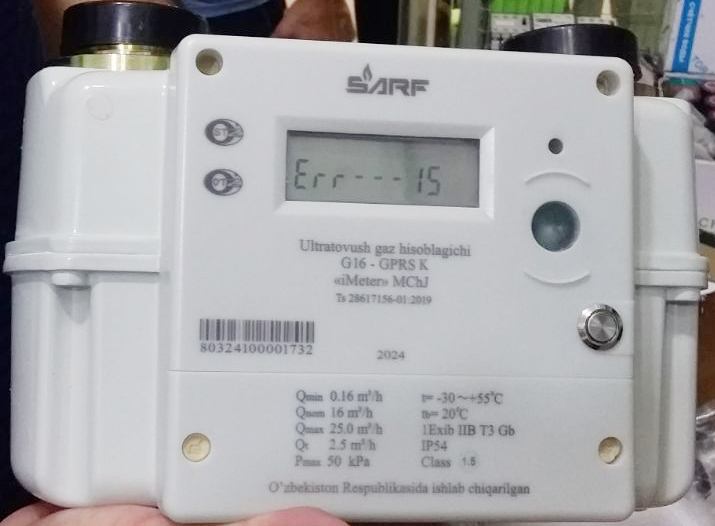 SARF
ST
Err---15
Ultratovush gaz hisoblagichi
G16 - GPRS K
«iMeter» MChJ
Ts 28617156-01:2019
80324100001732
2024
Qmin 0.16 m³/h t= -30~+55℃
Qnom 16 m³/h tb= 20℃
Qmax 25.0 m³/h 1Exib IIB T3 Gb
Qt 2.5 m³/h IP54
Pmax 50 kPa Class 1.5
O‘zbekiston Respublikasida ishlab chiqarilgan